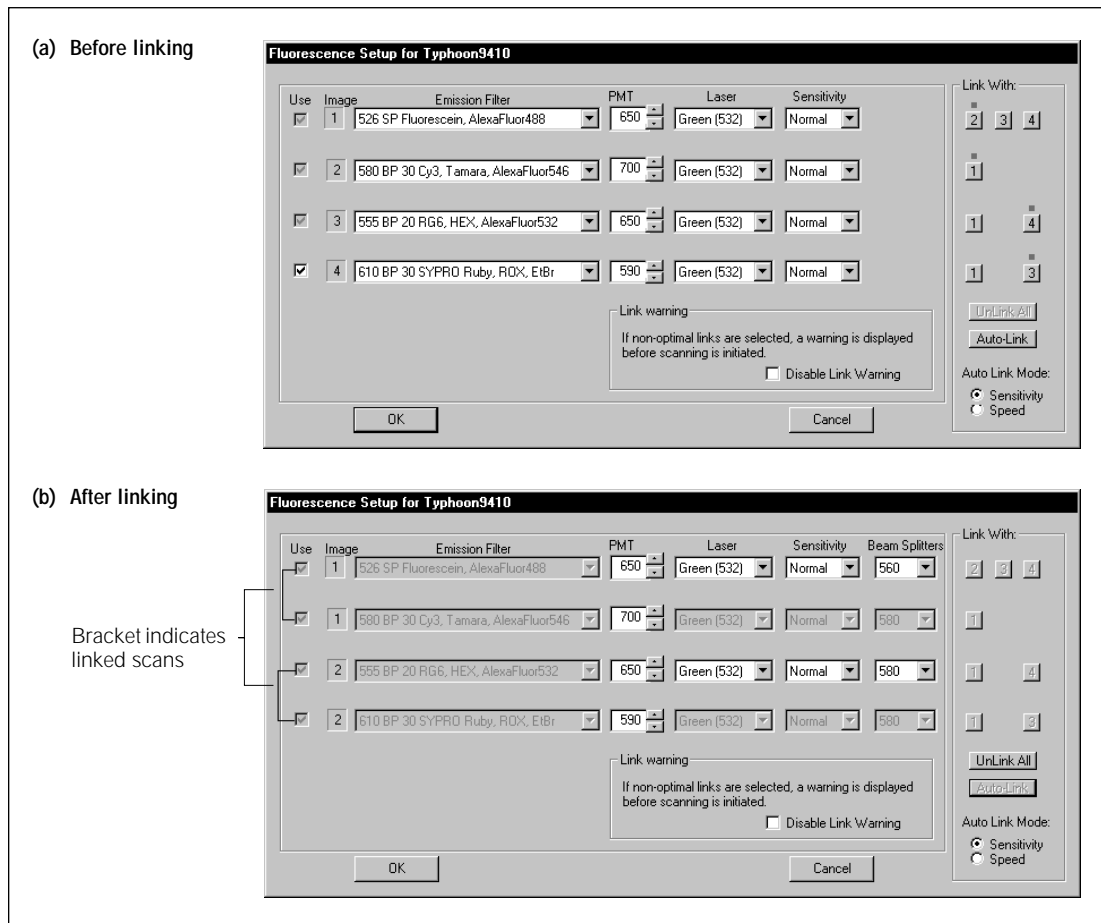 (a) Before linking
Fluorescence Setup for Typhoon9410
Use Image Emission Filter PMT Laser Sensitivity Link With:
1 526 SP Fluorescein, AlexaFluor488 650 Green (532) Normal 2 3 4
2 580 BP 30 Cy3, Tamara, AlexaFluor546 700 Green (532) Normal 1
3 555 BP 20 RG6, HEX, AlexaFluor532 650 Green (532) Normal 1 4
4 610 BP 30 SYPRO Ruby, ROX, EtBr 590 Green (532) Normal 1 3
Link warning
If non-optimal links are selected, a warning is displayed
before scanning is initiated.
Disable Link Warning
UnLink All
Auto-Link
Auto Link Mode:
Sensitivity
Speed
OK Cancel
(b) After linking
Fluorescence Setup for Typhoon9410
Use Image Emission Filter PMT Laser Sensitivity Beam Splitters Link With:
1 526 SP Fluorescein, AlexaFluor488 650 Green (532) Normal 560 2 3 4
1 580 BP 30 Cy3, Tamara, AlexaFluor546 700 Green (532) Normal 580 1
2 555 BP 20 RG6, HEX, AlexaFluor532 650 Green (532) Normal 580 1 4
2 610 BP 30 SYPRO Ruby, ROX, EtBr 590 Green (532) Normal 580 1 3
Bracket indicates
linked scans
Link warning
If non-optimal links are selected, a warning is displayed
before scanning is initiated.
Disable Link Warning
UnLink All
Auto-Link
Auto Link Mode:
Sensitivity
Speed
OK Cancel